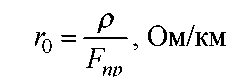 r₀ = ρ / Fпр , Ом/км